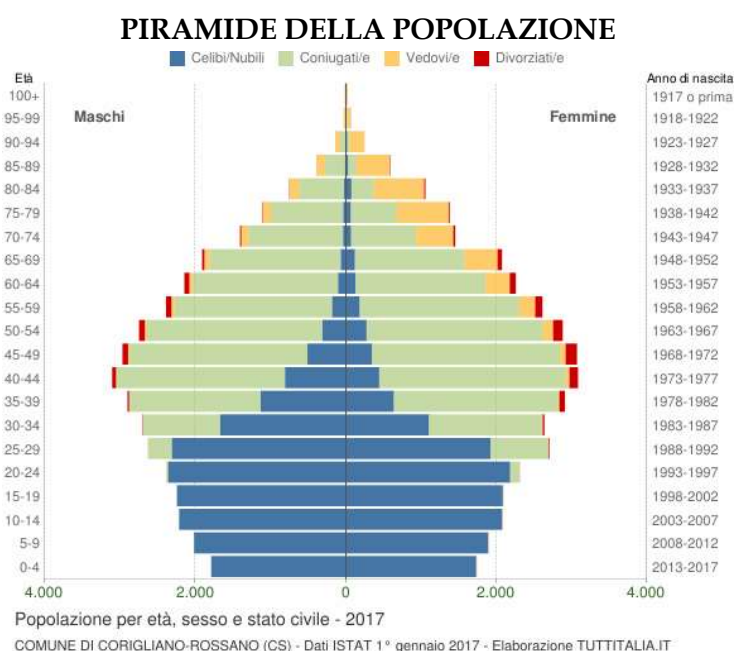 PIRAMIDE DELLA POPOLAZIONE
Celibi/Nubili Coniugati/e Vedovi/e Divorziati/e
Età Anno di nascita
Maschi Femmine
100+ 1917 o prima
95-99 1918-1922
90-94 1923-1927
85-89 1928-1932
80-84 1933-1937
75-79 1938-1942
70-74 1943-1947
65-69 1948-1952
60-64 1953-1957
55-59 1958-1962
50-54 1963-1967
45-49 1968-1972
40-44 1973-1977
35-39 1978-1982
30-34 1983-1987
25-29 1988-1992
20-24 1993-1997
15-19 1998-2002
10-14 2003-2007
5-9 2008-2012
0-4 2013-2017
4.000 2.000 0 2.000 4.000
Popolazione per età, sesso e stato civile - 2017
COMUNE DI CORIGLIANO-ROSSANO (CS) - Dati ISTAT 1° gennaio 2017 - Elaborazione TUTTITALIA.IT